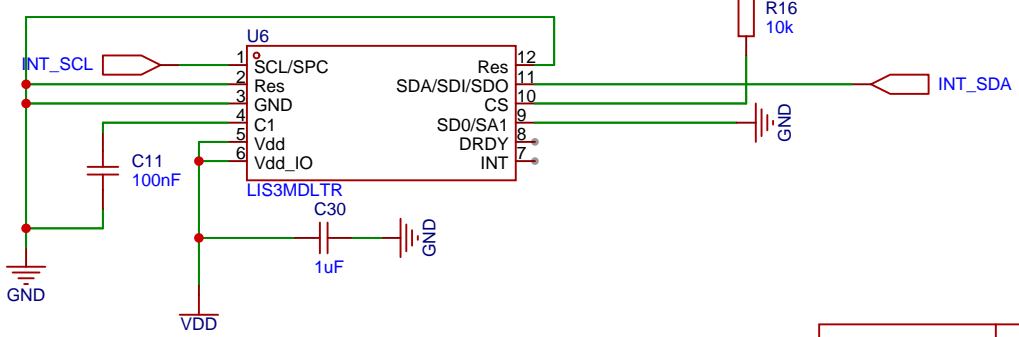 R16
10k
U6
INT_SCL
1
SCL/SPC
Res
12
2
Res
SDA/SDI/SDO
11
INT_SDA
3
GND
CS
10
4
C1
SD0/SA1
9
GND
5
Vdd
DRDY
8
6
Vdd_IO
INT
7
C11
100nF
LIS3MDLTR
C30
GND
1uF
GND
VDD